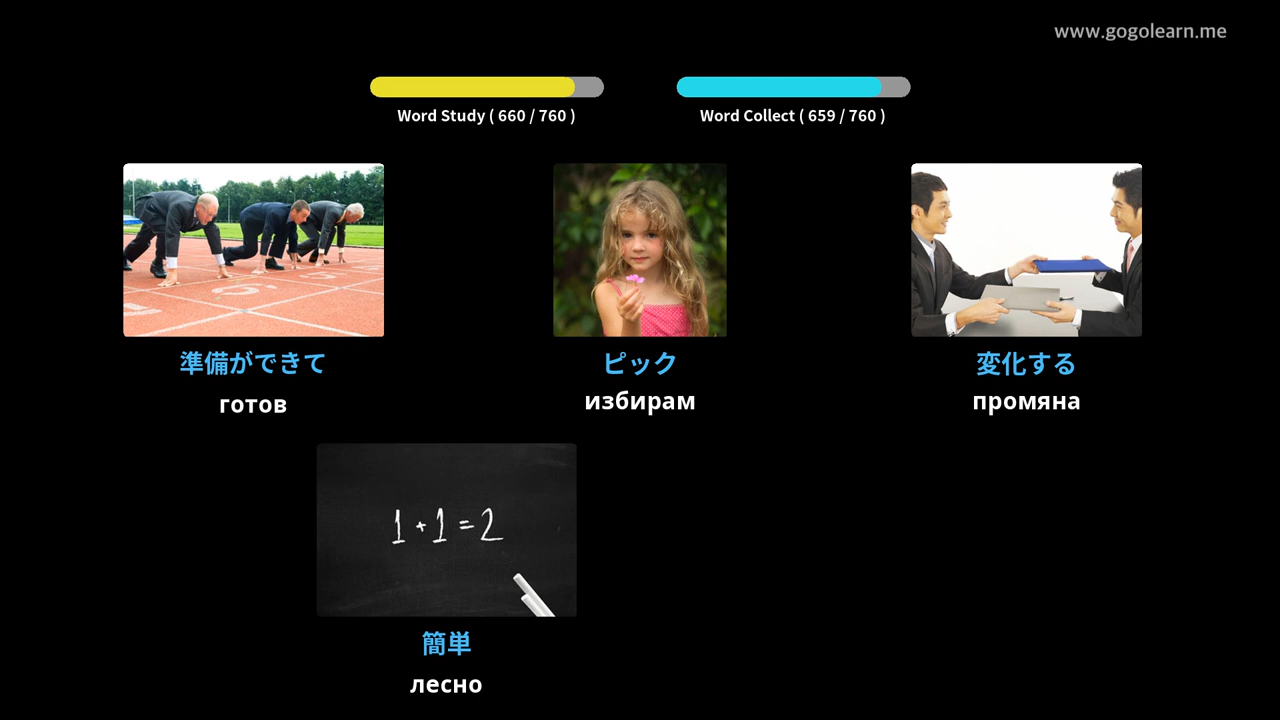 www.gogolearn.me
Word Study ( 660 / 760 )
Word Collect ( 659 / 760 )
準備ができて
готов
ピック
избирам
変化する
промяна
1 + 1 = 2
簡単
лесно